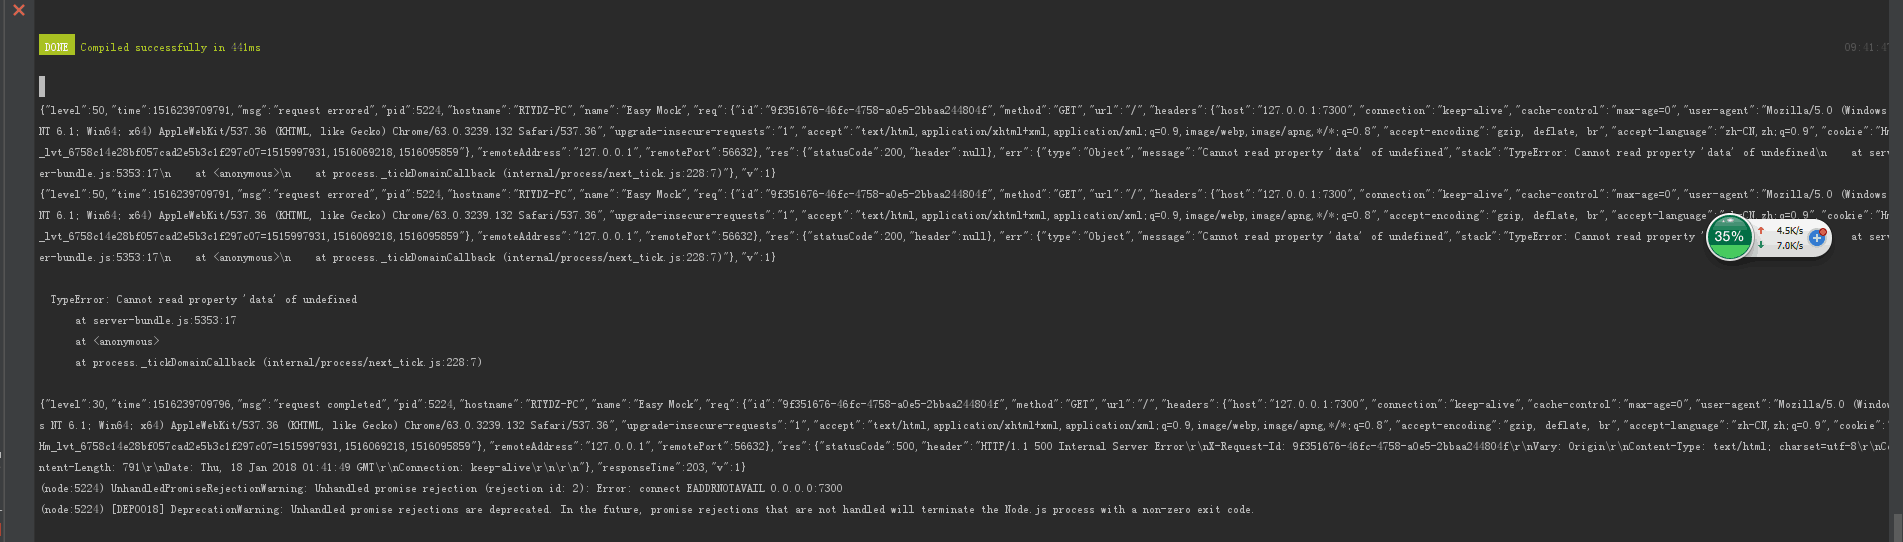 DONE Compiled successfully in 441ms 09:41:47
{"level":50,"time":1516239709791,"msg":"request errored","pid":5224,"hostname":"RTYDZ-PC","name":"Easy Mock","req":{"id":"9f351676-46fc-4758-a0e5-2bbaa244804f","method":"GET","url":"/","headers":{"host":"127.0.0.1:7300","connection":"keep-alive","cache-control":"max-age=0","user-agent":"Mozilla/5.0 (Windows
NT 6.1; Win64; x64) AppleWebKit/537.36 (KHTML, like Gecko) Chrome/63.0.3239.132 Safari/537.36","upgrade-insecure-requests":"1","accept":"text/html,application/xhtml+xml,application/xml;q=0.9,image/webp,image/apng,*/*;q=0.8","accept-encoding":"gzip, deflate, br","accept-language":"zh-CN,zh;q=0.9","cookie":"Hm
_lvt_6758c14e28bf057cad2e5b3c1f297c07=1515997931,1516069218,1516095859"},"remoteAddress":"127.0.0.1","remotePort":56632},"res":{"statusCode":200,"header":null},"err":{"type":"Object","message":"Cannot read property 'data' of undefined","stack":"TypeError: Cannot read property 'data' of undefined\n    at serv
er-bundle.js:5353:17\n    at <anonymous>\n    at process._tickDomainCallback (internal/process/next_tick.js:228:7)"},"v":1}
{"level":50,"time":1516239709791,"msg":"request errored","pid":5224,"hostname":"RTYDZ-PC","name":"Easy Mock","req":{"id":"9f351676-46fc-4758-a0e5-2bbaa244804f","method":"GET","url":"/","headers":{"host":"127.0.0.1:7300","connection":"keep-alive","cache-control":"max-age=0","user-agent":"Mozilla/5.0 (Windows
NT 6.1; Win64; x64) AppleWebKit/537.36 (KHTML, like Gecko) Chrome/63.0.3239.132 Safari/537.36","upgrade-insecure-requests":"1","accept":"text/html,application/xhtml+xml,application/xml;q=0.9,image/webp,image/apng,*/*;q=0.8","accept-encoding":"gzip, deflate, br","accept-language": CN,zh;q=0.9","cookie":"Hm
_lvt_6758c14e28bf057cad2e5b3c1f297c07=1515997931,1516069218,1516095859"},"remoteAddress":"127.0.0.1","remotePort":56632},"res":{"statusCode":200,"header":null},"err":{"type":"Object","message":"Cannot read property 'data' of undefined","stack":"TypeError: Cannot read property ' at serv
35% 4.5K/s
7.0K/s
er-bundle.js:5353:17\n    at <anonymous>\n    at process._tickDomainCallback (internal/process/next_tick.js:228:7)"},"v":1}
TypeError: Cannot read property 'data' of undefined
at server-bundle.js:5353:17
at <anonymous>
at process._tickDomainCallback (internal/process/next_tick.js:228:7)
{"level":30,"time":1516239709796,"msg":"request completed","pid":5224,"hostname":"RTYDZ-PC","name":"Easy Mock","req":{"id":"9f351676-46fc-4758-a0e5-2bbaa244804f","method":"GET","url":"/","headers":{"host":"127.0.0.1:7300","connection":"keep-alive","cache-control":"max-age=0","user-agent":"Mozilla/5.0 (Window
s NT 6.1; Win64; x64) AppleWebKit/537.36 (KHTML, like Gecko) Chrome/63.0.3239.132 Safari/537.36","upgrade-insecure-requests":"1","accept":"text/html,application/xhtml+xml,application/xml;q=0.9,image/webp,image/apng,*/*;q=0.8","accept-encoding":"gzip, deflate, br","accept-language":"zh-CN,zh;q=0.9","cookie":"
Hm_lvt_6758c14e28bf057cad2e5b3c1f297c07=1515997931,1516069218,1516095859"},"remoteAddress":"127.0.0.1","remotePort":56632},"res":{"statusCode":500,"header":"HTTP/1.1 500 Internal Server Error\r\nX-Request-Id: 9f351676-46fc-4758-a0e5-2bbaa244804f\r\nVary: Origin\r\nContent-Type: text/html; charset=utf-8\r\nCo
ntent-Length: 791\r\nDate: Thu, 18 Jan 2018 01:41:49 GMT\r\nConnection: keep-alive\r\n\r\n"},"responseTime":203,"v":1}
(node:5224) UnhandledPromiseRejectionWarning: Unhandled promise rejection (rejection id: 2): Error: connect EADDRNOTAVAIL 0.0.0.0:7300
(node:5224) [DEP0018] DeprecationWarning: Unhandled promise rejections are deprecated. In the future, promise rejections that are not handled will terminate the Node.js process with a non-zero exit code.